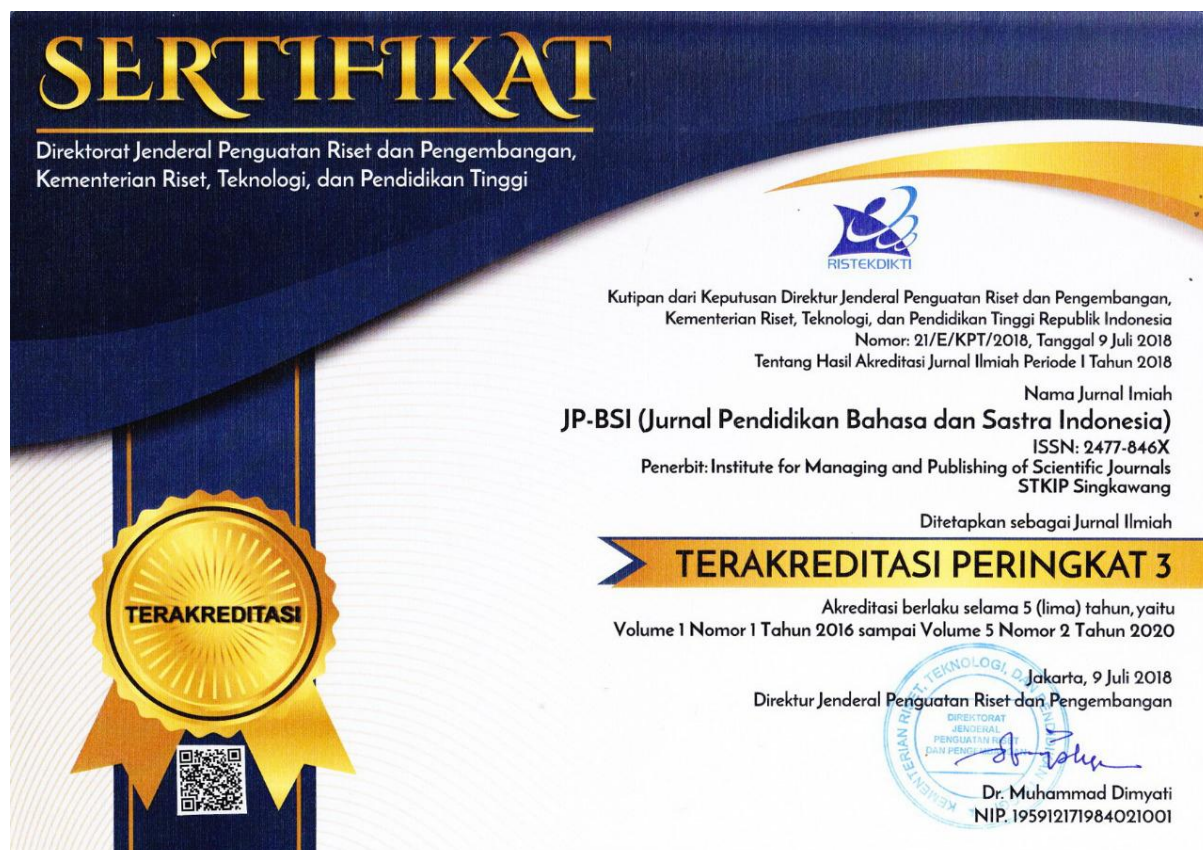 SERTIFIKAT
Direktorat Jenderal Penguatan Riset dan Pengembangan,
Kementerian Riset, Teknologi, dan Pendidikan Tinggi
RISTEKDIKTI
Kutipan dari Keputusan Direktur Jenderal Penguatan Riset dan Pengembangan,
Kementerian Riset, Teknologi, dan Pendidikan Tinggi Republik Indonesia
Nomor: 21/E/KPT/2018, Tanggal 9 Juli 2018
Tentang Hasil Akreditasi Jurnal Ilmiah Periode I Tahun 2018
Nama Jurnal Imiah
JP-BSI (Jurnal Pendidikan Bahasa dan Sastra Indonesia)
ISSN: 2477-846X
Penerbit: Institute for Managing and Publishing of Scientific Journals
STKIP Singkawang
Ditetapkan sebagai Jurnal Ilmiah
TERAKREDITASI PERINGKAT 3
Akreditasi berlaku selama 5 (lima) tahun, yaitu
Volume 1 Nomor 1 Tahun 2016 sampai Volume 5 Nomor 2 Tahun 2020
TERAKREDITASI
Jakarta, 9 Juli 2018
Direktur Jenderal Penguatan Riset dan Pengembangan
KEMENTERIAN RISET, TEKNOLOGI, DAN PENDIDIKAN TINGGI
DIREKTORAT
JENDERAL
PENGUATAN RISET
DAN PENGEMBANGAN
Dr. Muhammad Dimyati
NIP. 195912171984021001